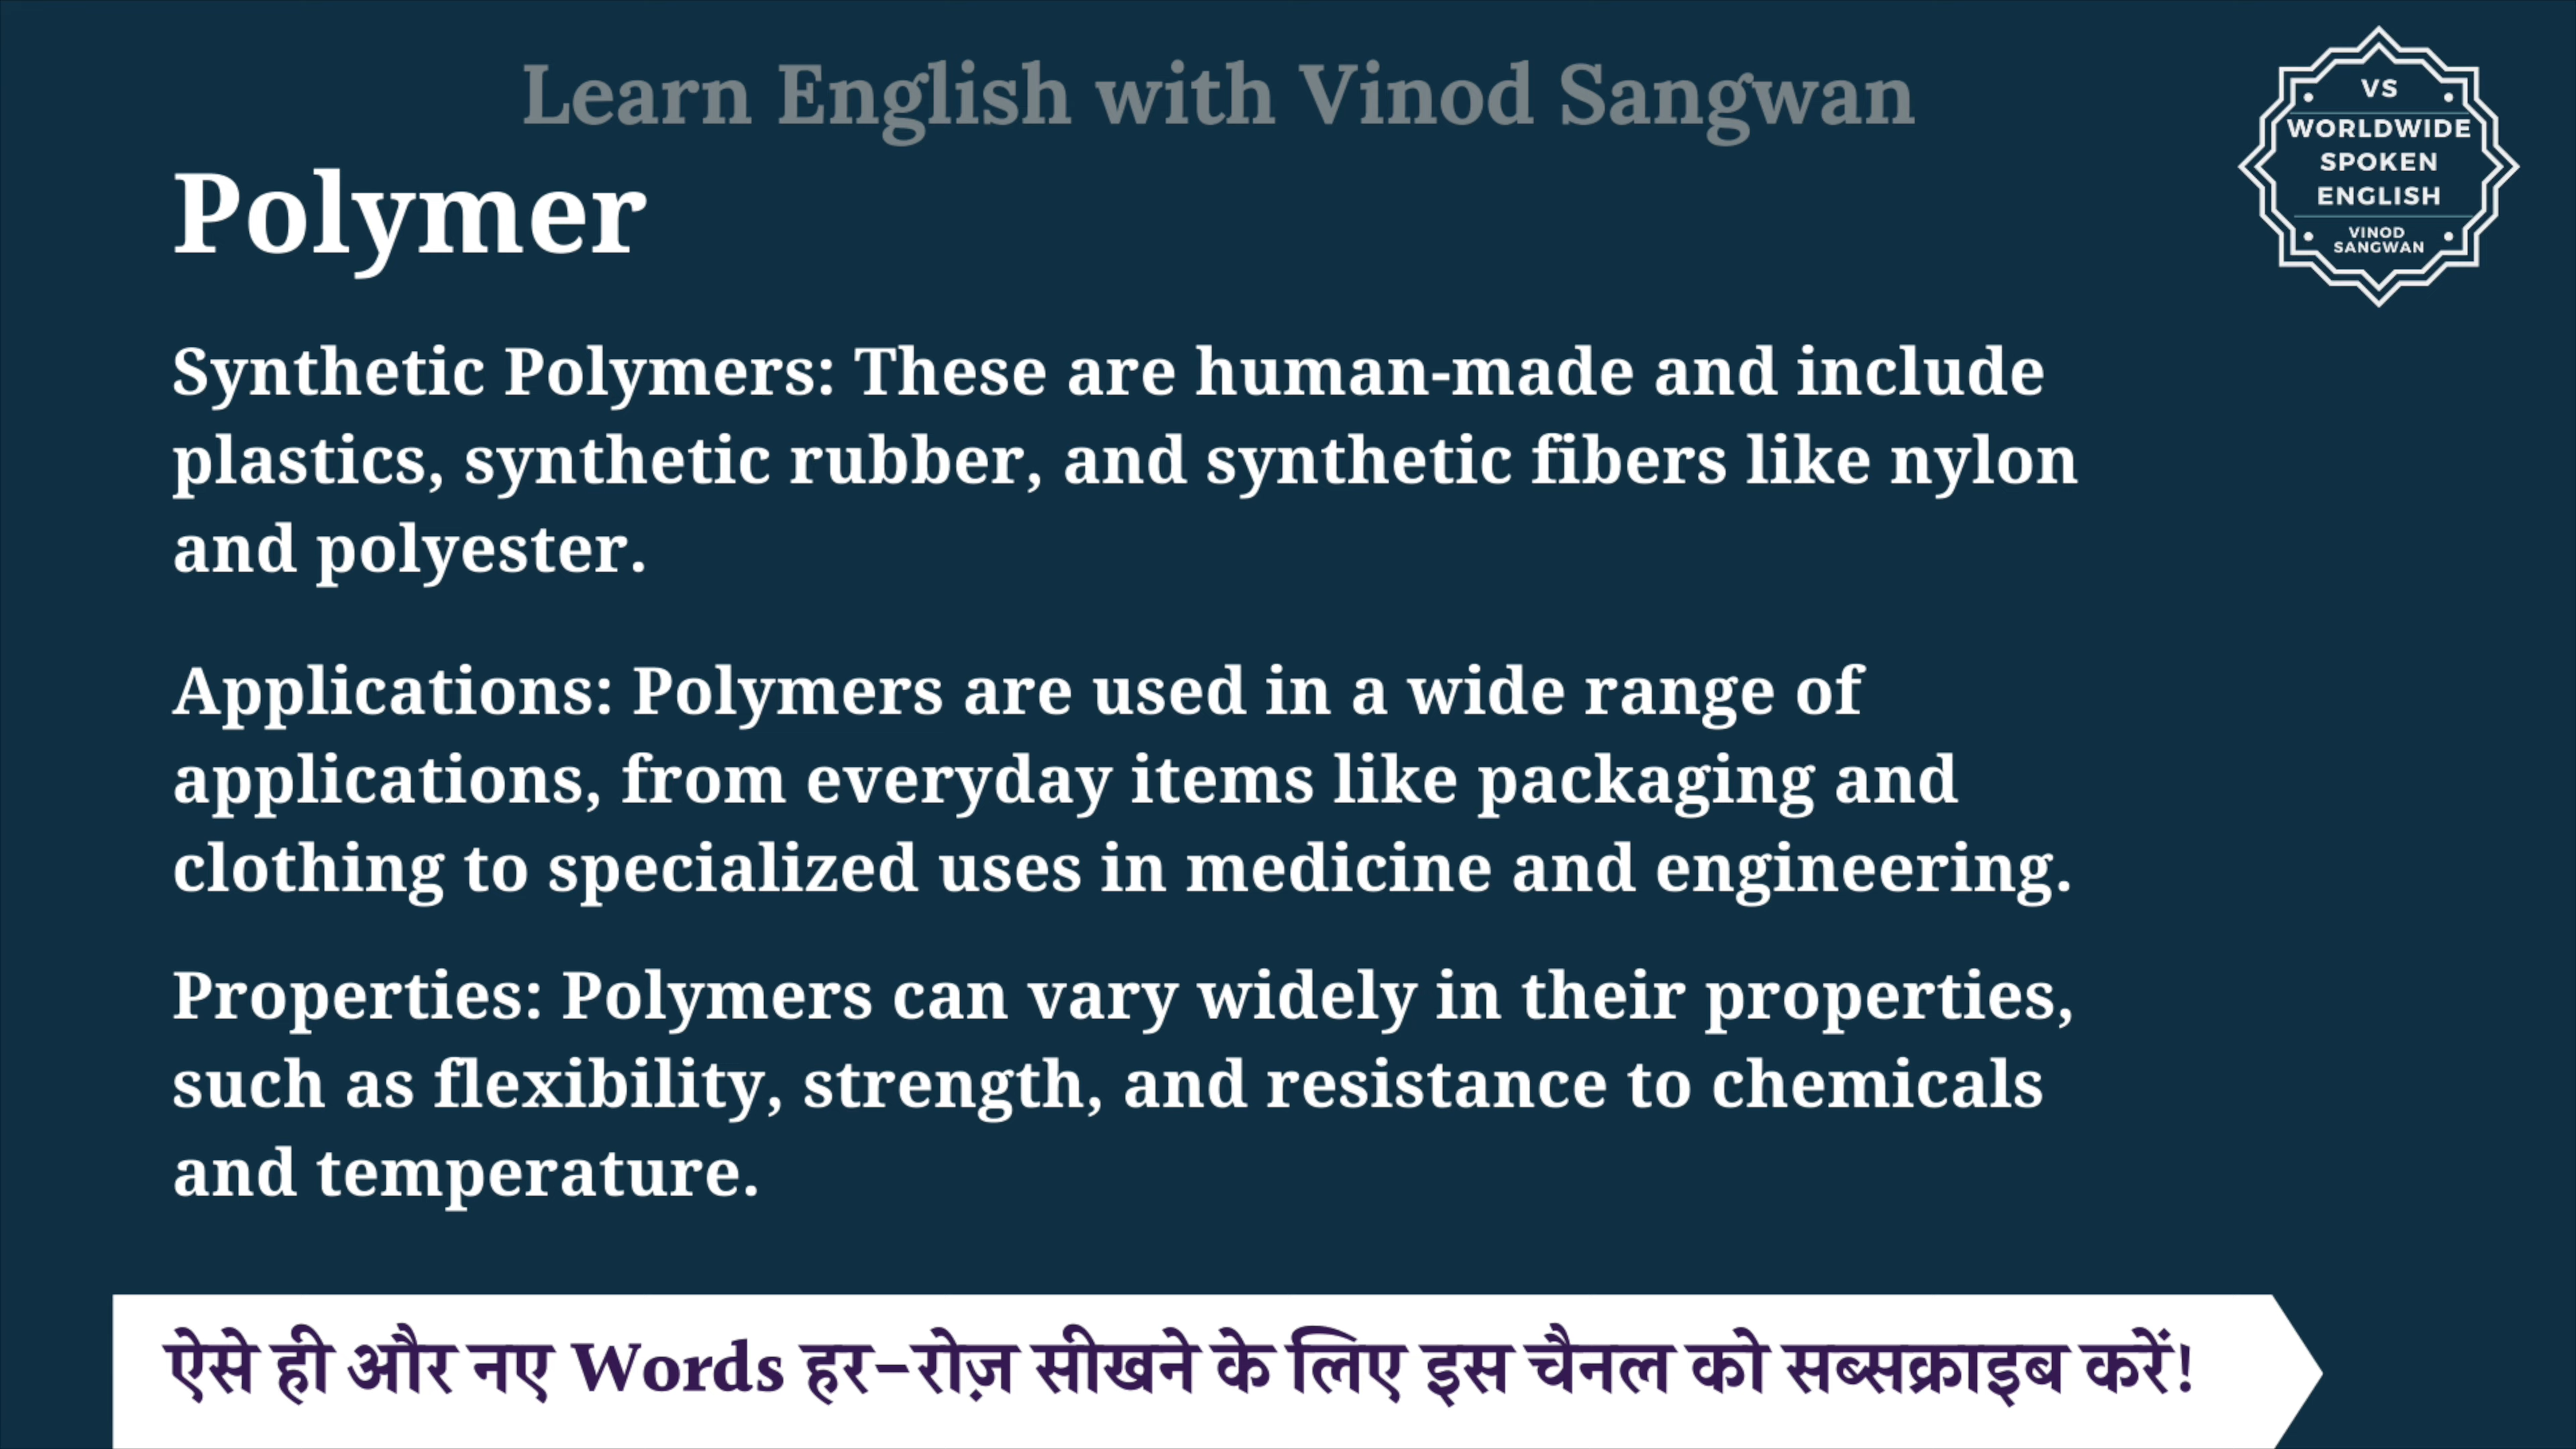 Learn English with Vinod Sangwan
VS
WORLDWIDE
SPOKEN
ENGLISH
VINOD
SANGWAN
Polymer
Synthetic Polymers: These are human-made and include
plastics, synthetic rubber, and synthetic fibers like nylon
and polyester.
Applications: Polymers are used in a wide range of
applications, from everyday items like packaging and
clothing to specialized uses in medicine and engineering.
Properties: Polymers can vary widely in their properties,
such as flexibility, strength, and resistance to chemicals
and temperature.
ऐसे ही और नए Words हर-रोज़ सीखने के लिए इस चैनल को सब्सक्राइब करें!